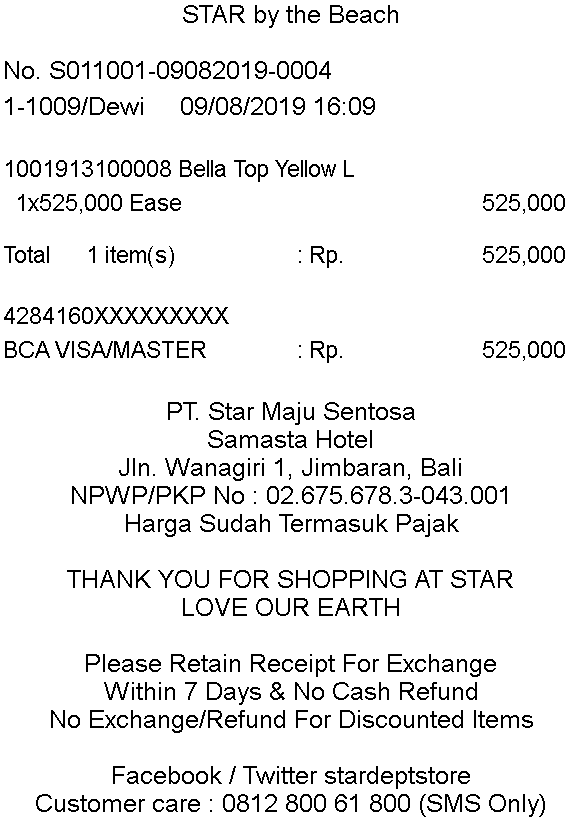 STAR by the Beach
No. S011001-09082019-0004
1-1009/Dewi 09/08/2019 16:09
1001913100008 Bella Top Yellow L
1x525,000 Ease 525,000
Total 1 item(s) : Rp. 525,000
4284160XXXXXXXXX
BCA VISA/MASTER : Rp. 525,000
PT. Star Maju Sentosa
Samasta Hotel
Jln. Wanagiri 1, Jimbaran, Bali
NPWP/PKP No : 02.675.678.3-043.001
Harga Sudah Termasuk Pajak
THANK YOU FOR SHOPPING AT STAR
LOVE OUR EARTH
Please Retain Receipt For Exchange
Within 7 Days & No Cash Refund
No Exchange/Refund For Discounted Items
Facebook / Twitter stardeptstore
Customer care : 0812 800 61 800 (SMS Only)